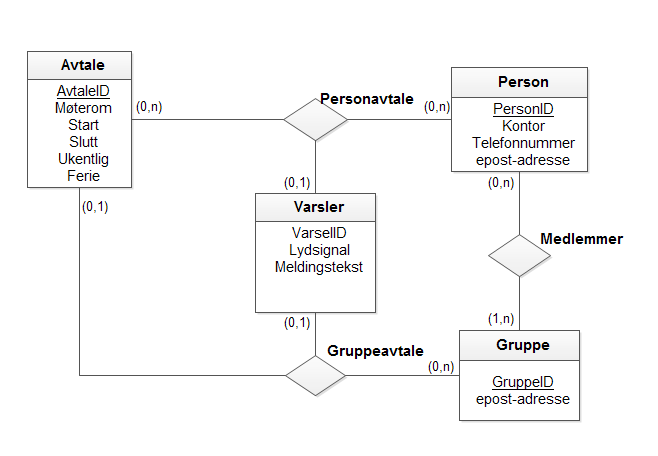 Avtale
AvtaleID
Møterom
Start
Slutt
Ukentlig
Ferie
(0,n)
Personavtale
(0,n)
Person
PersonID
Kontor
Telefonnummer
epost-adresse
(0,1)
(0,1)
(0,n)
Varsler
VarselID
Lydsignal
Meldingstekst
Medlemmer
(0,1)
(1,n)
Gruppeavtale
(0,n)
Gruppe
GruppeID
epost-adresse